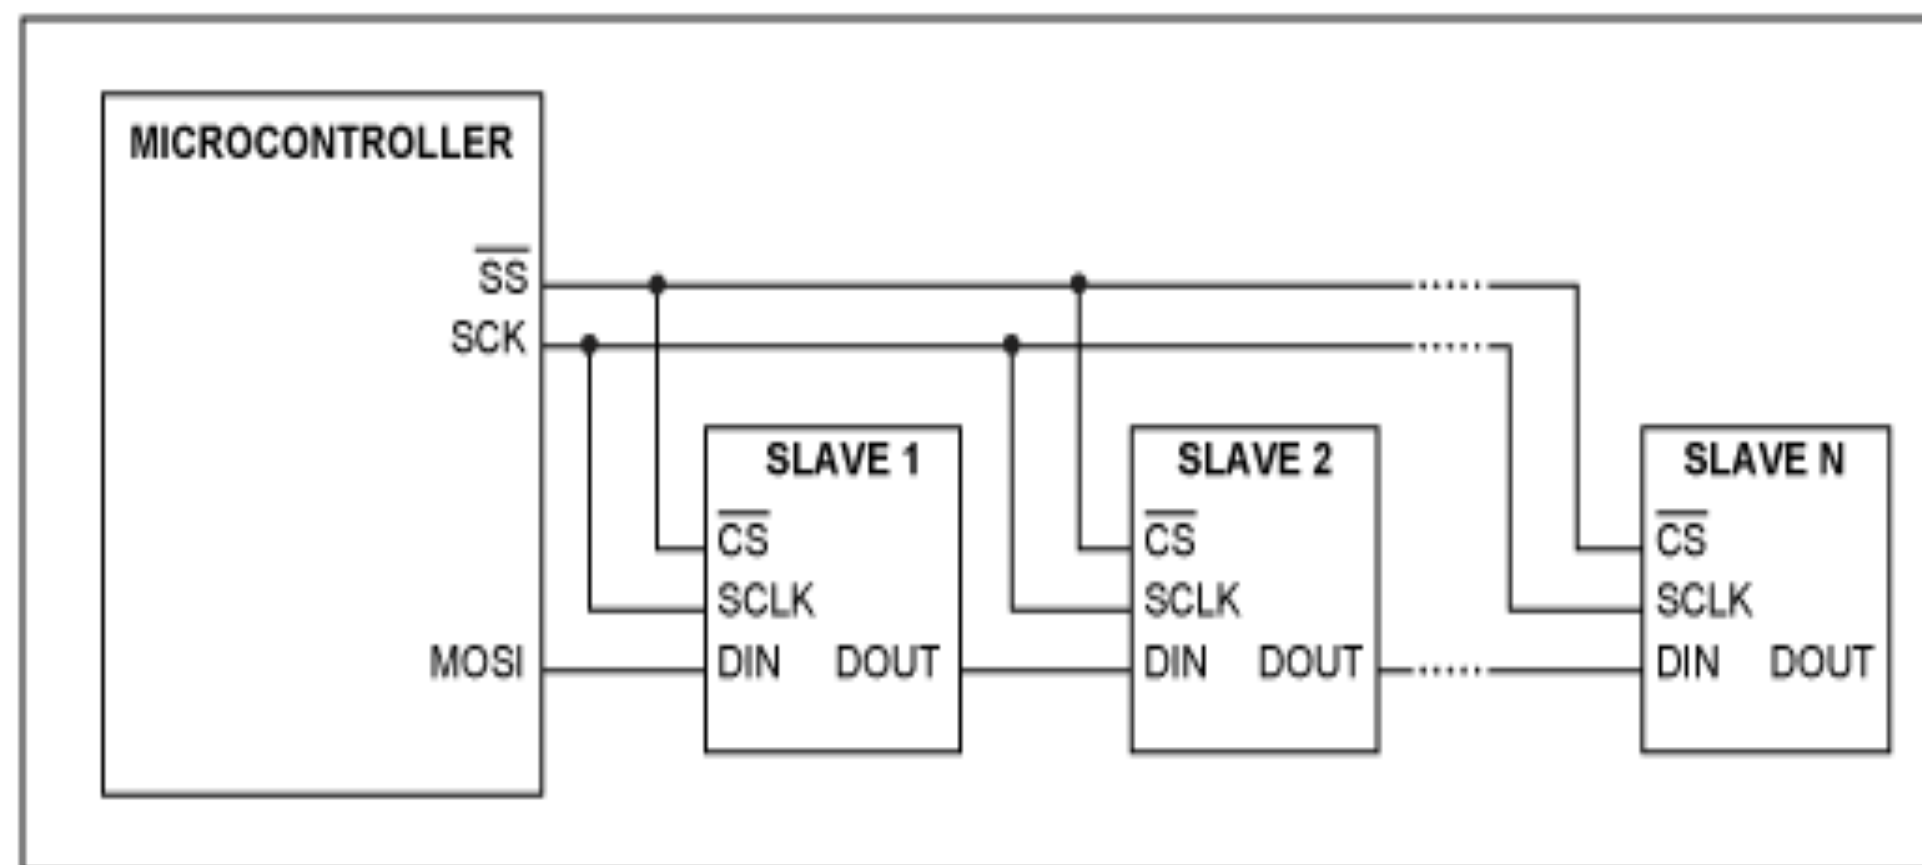 MICROCONTROLLER
SS
SCK
MOSI
SLAVE 1
CS
SCLK
DIN DOUT
SLAVE 2
CS
SCLK
DIN DOUT
SLAVE N
CS
SCLK
DIN DOUT